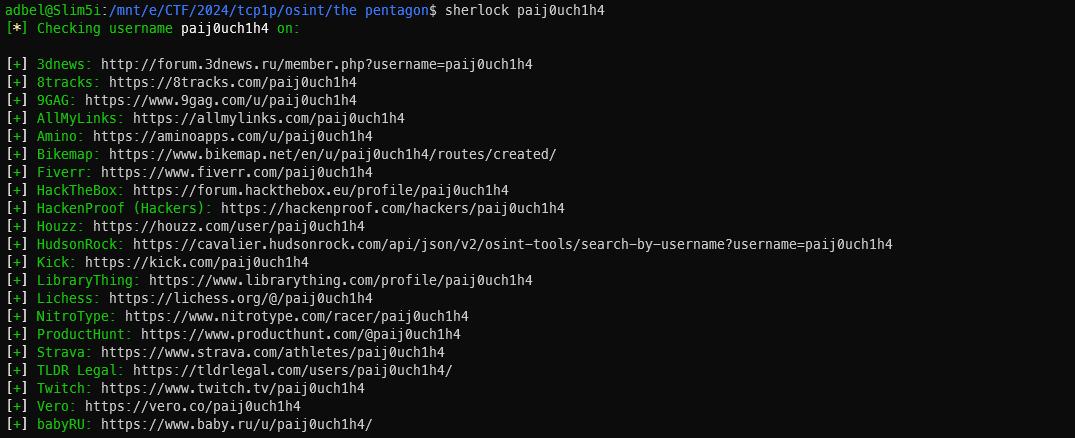 adbel@Slim5i:/mnt/e/CTF/2024/tcp1p/osint/the pentagon$ sherlock paij0uch1h4
[*] Checking username paij0uch1h4 on:
[+] 3dnews: http://forum.3dnews.ru/member.php?username=paij0uch1h4
[+] 8tracks: https://8tracks.com/paij0uch1h4
[+] 9GAG: https://www.9gag.com/u/paij0uch1h4
[+] AllMyLinks: https://allmylinks.com/paij0uch1h4
[+] Amino: https://aminoapps.com/u/paij0uch1h4
[+] Bikemap: https://www.bikemap.net/en/u/paij0uch1h4/routes/created/
[+] Fiverr: https://www.fiverr.com/paij0uch1h4
[+] HackTheBox: https://forum.hackthebox.eu/profile/paij0uch1h4
[+] HackenProof (Hackers): https://hackenproof.com/hackers/paij0uch1h4
[+] Houzz: https://houzz.com/user/paij0uch1h4
[+] HudsonRock: https://cavalier.hudsonrock.com/api/json/v2/osint-tools/search-by-username?username=paij0uch1h4
[+] Kick: https://kick.com/paij0uch1h4
[+] LibraryThing: https://www.librarything.com/profile/paij0uch1h4
[+] Lichess: https://lichess.org/@/paij0uch1h4
[+] NitroType: https://www.nitrotype.com/racer/paij0uch1h4
[+] ProductHunt: https://www.producthunt.com/@paij0uch1h4
[+] Strava: https://www.strava.com/athletes/paij0uch1h4
[+] TLDR Legal: https://tldrlegal.com/users/paij0uch1h4/
[+] Twitch: https://www.twitch.tv/paij0uch1h4
[+] Vero: https://vero.co/paij0uch1h4
[+] babyRU: https://www.baby.ru/u/paij0uch1h4/